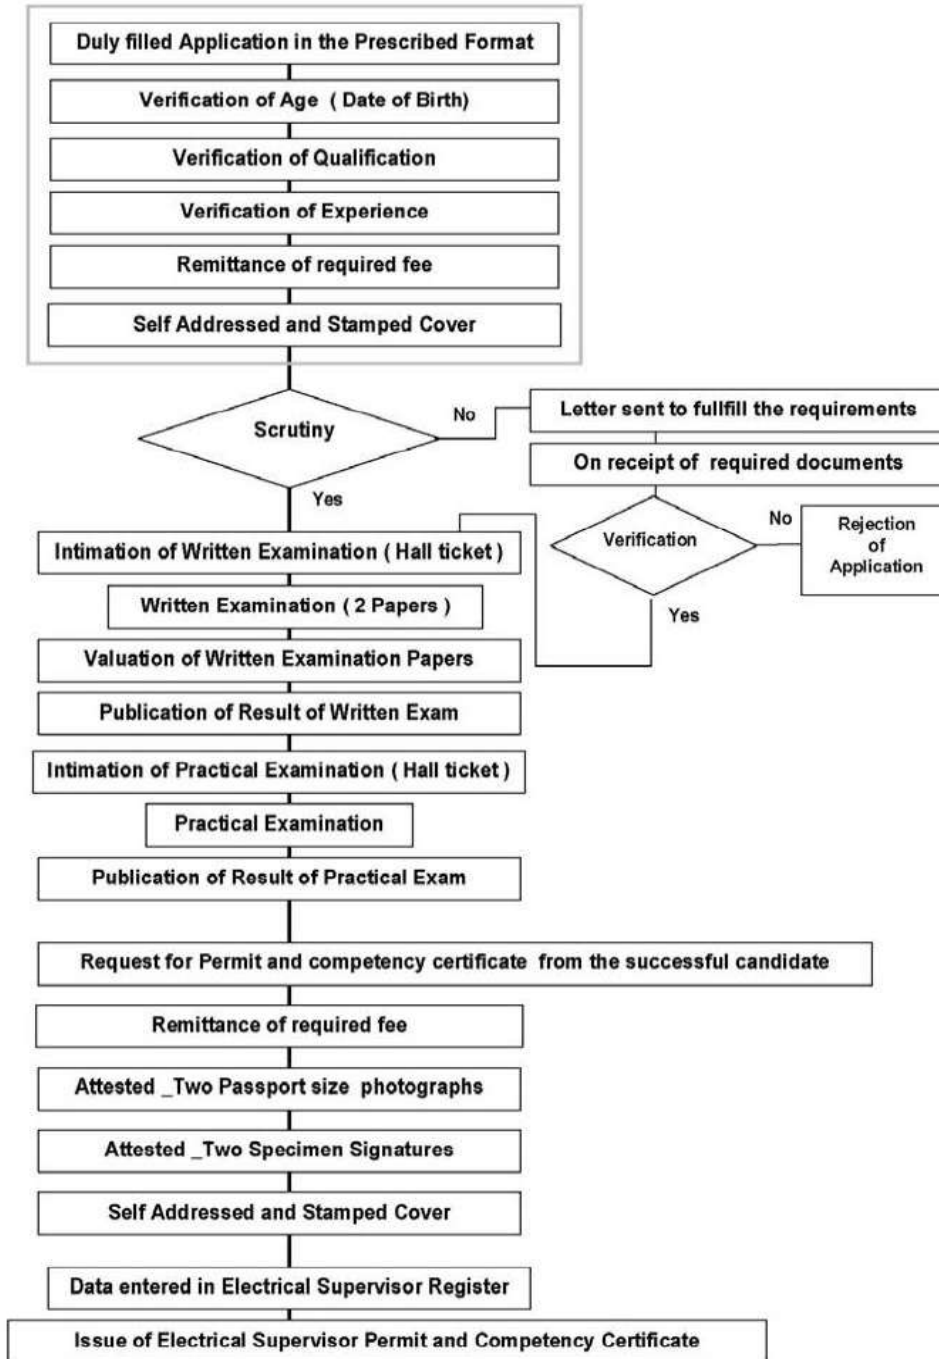 Duly filled Application in the Prescribed Format
Verification of Age ( Date of Birth)
Verification of Qualification
Verification of Experience
Remittance of required fee
Self Addressed and Stamped Cover
Scrutiny
No
Letter sent to fullfill the requirements
On receipt of required documents
Yes
Verification
No
Rejection
of
Application
Yes
Intimation of Written Examination ( Hall ticket )
Written Examination ( 2 Papers )
Valuation of Written Examination Papers
Publication of Result of Written Exam
Intimation of Practical Examination ( Hall ticket )
Practical Examination
Publication of Result of Practical Exam
Request for Permit and competency certificate from the successful candidate
Remittance of required fee
Attested _Two Passport size photographs
Attested _Two Specimen Signatures
Self Addressed and Stamped Cover
Data entered in Electrical Supervisor Register
Issue of Electrical Supervisor Permit and Competency Certificate